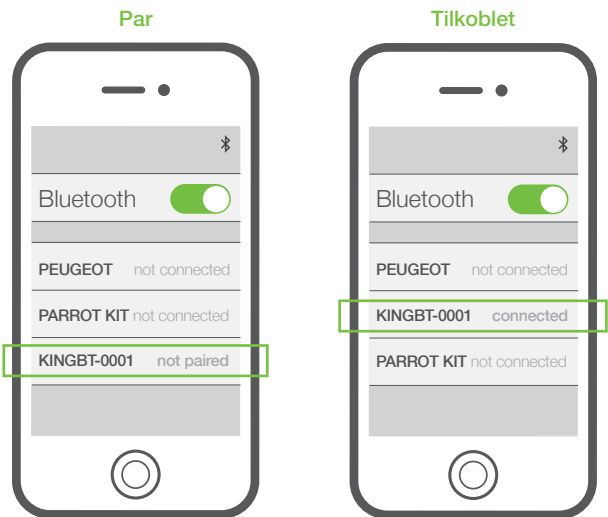 Par
Bluetooth
PEUGEOT not connected
PARROT KIT not connected
KINGBT-0001 not paired
Tilkoblet
Bluetooth
PEUGEOT not connected
KINGBT-0001 connected
PARROT KIT not connected